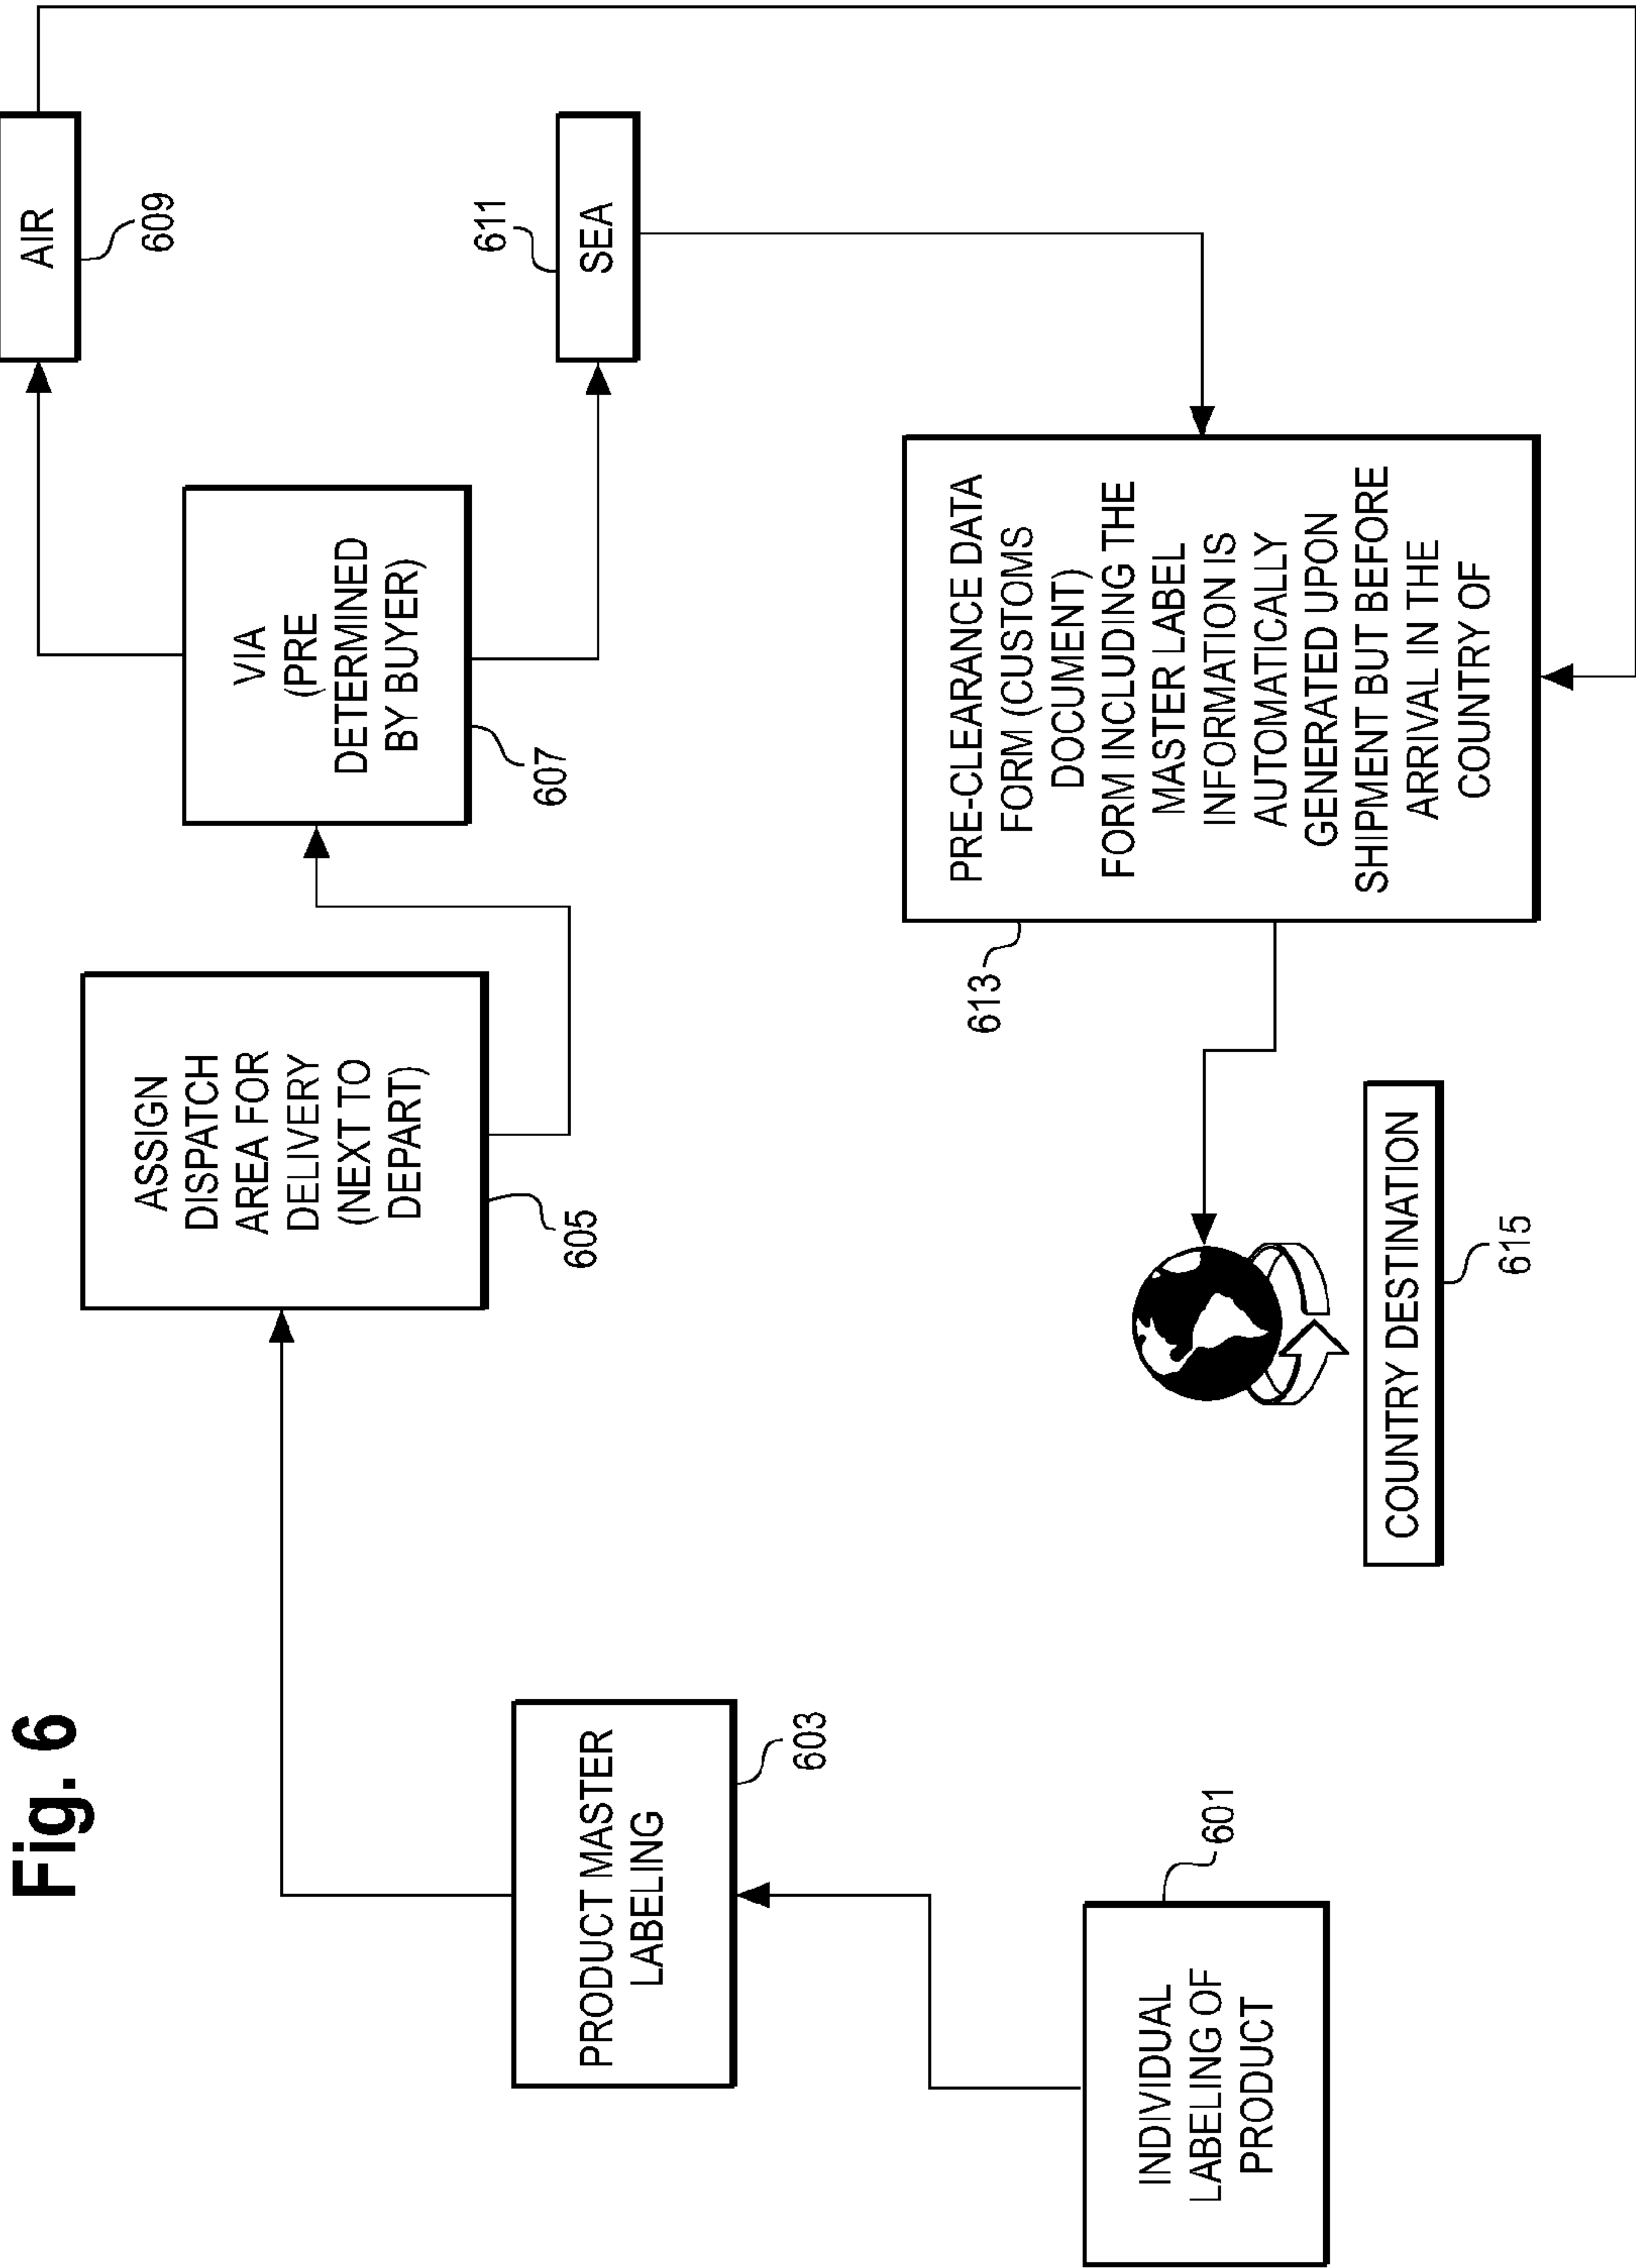 Fig. 6
INDIVIDUAL
LABELING OF
PRODUCT
601
PRODUCT MASTER
LABELING
603
ASSIGN
DISPATCH
AREA FOR
DELIVERY
(NEXT TO
DEPART)
605
VIA
(PRE
DETERMINED
BY BUYER)
607
AIR
609
611
SEA
PRE-CLEARANCE DATA
FORM (CUSTOMS
DOCUMENT)
FORM INCLUDING THE
MASTER LABEL
INFORMATION IS
AUTOMATICALLY
GENERATED UPON
SHIPMENT BUT BEFORE
ARRIVAL IN THE
COUNTRY OF
613
COUNTRY DESTINATION
615